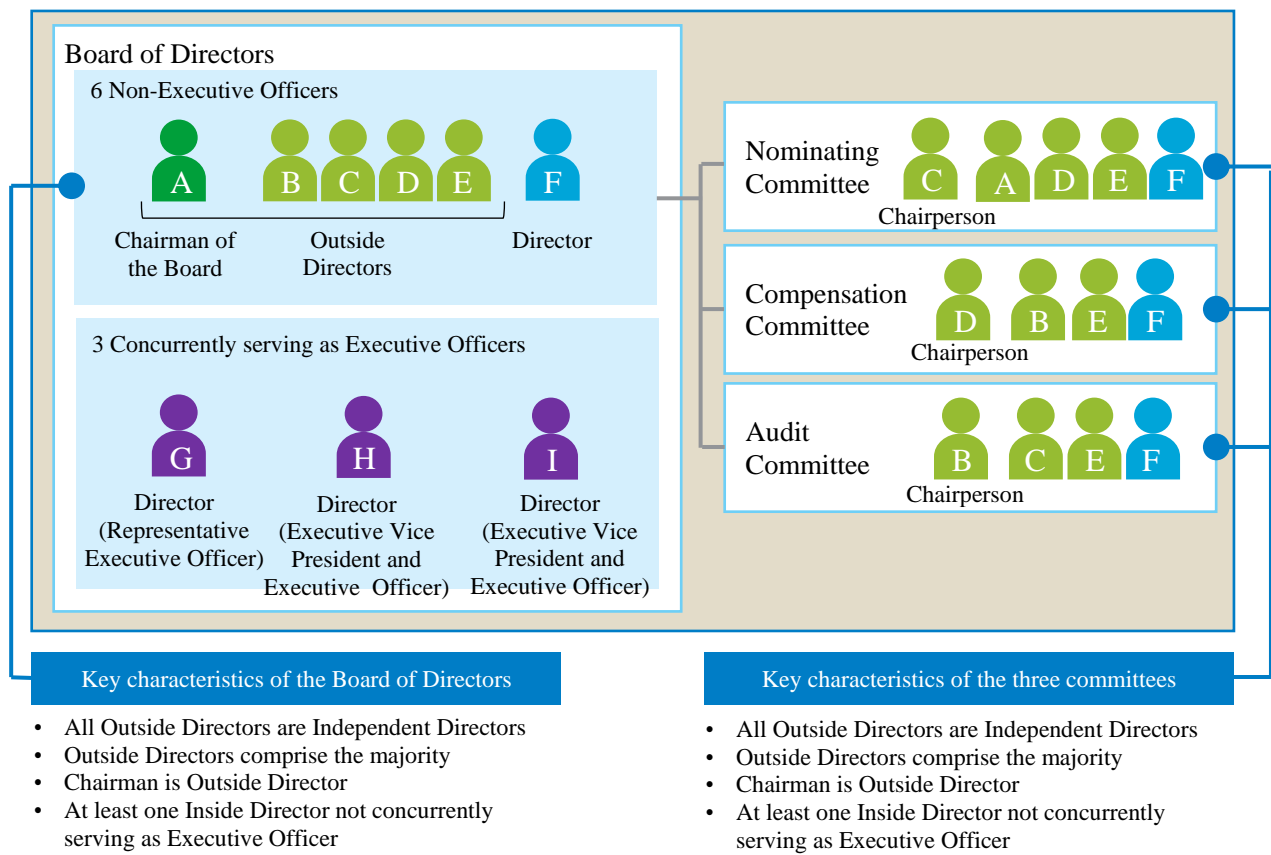 Board of Directors
6 Non-Executive Officers
A
B
C
D
E
F
Chairman of
the Board
Outside
Directors
Director
3 Concurrently serving as Executive Officers
G
H
I
Director
(Representative
Executive Officer)
Director
(Executive Vice
President and
Executive Officer)
Director
(Executive Vice
President and
Executive Officer)
Nominating
Committee
C
A
D
E
F
Chairperson
Compensation
Committee
D
B
E
F
Chairperson
Audit
Committee
B
C
E
F
Chairperson
Key characteristics of the Board of Directors
• All Outside Directors are Independent Directors
• Outside Directors comprise the majority
• Chairman is Outside Director
• At least one Inside Director not concurrently
serving as Executive Officer
Key characteristics of the three committees
• All Outside Directors are Independent Directors
• Outside Directors comprise the majority
• Chairman is Outside Director
• At least one Inside Director not concurrently
serving as Executive Officer